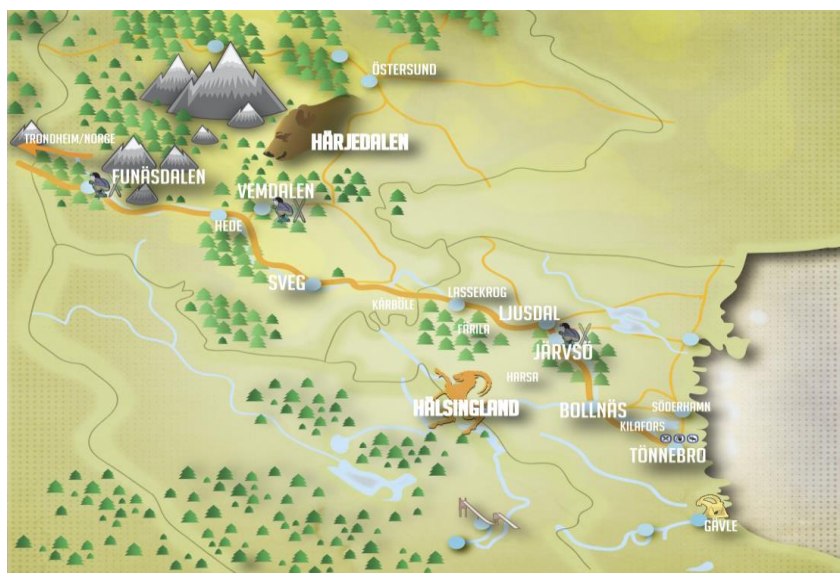 ÖSTERSUND
TRONDHEIM/NORGE
HÄRJEDALEN
FUNÄSDALEN
VEMDALEN
HEDE
SVEG
LASSEKROG
KÅRBÖLE
LJUSDAL
FÄRILA
JÄRVSÖ
HARSA
HÄLSINGLAND
BOLLNÄS
SÖDERHAMN
KILAFORS
TÖNNEBRO
GÄVLE